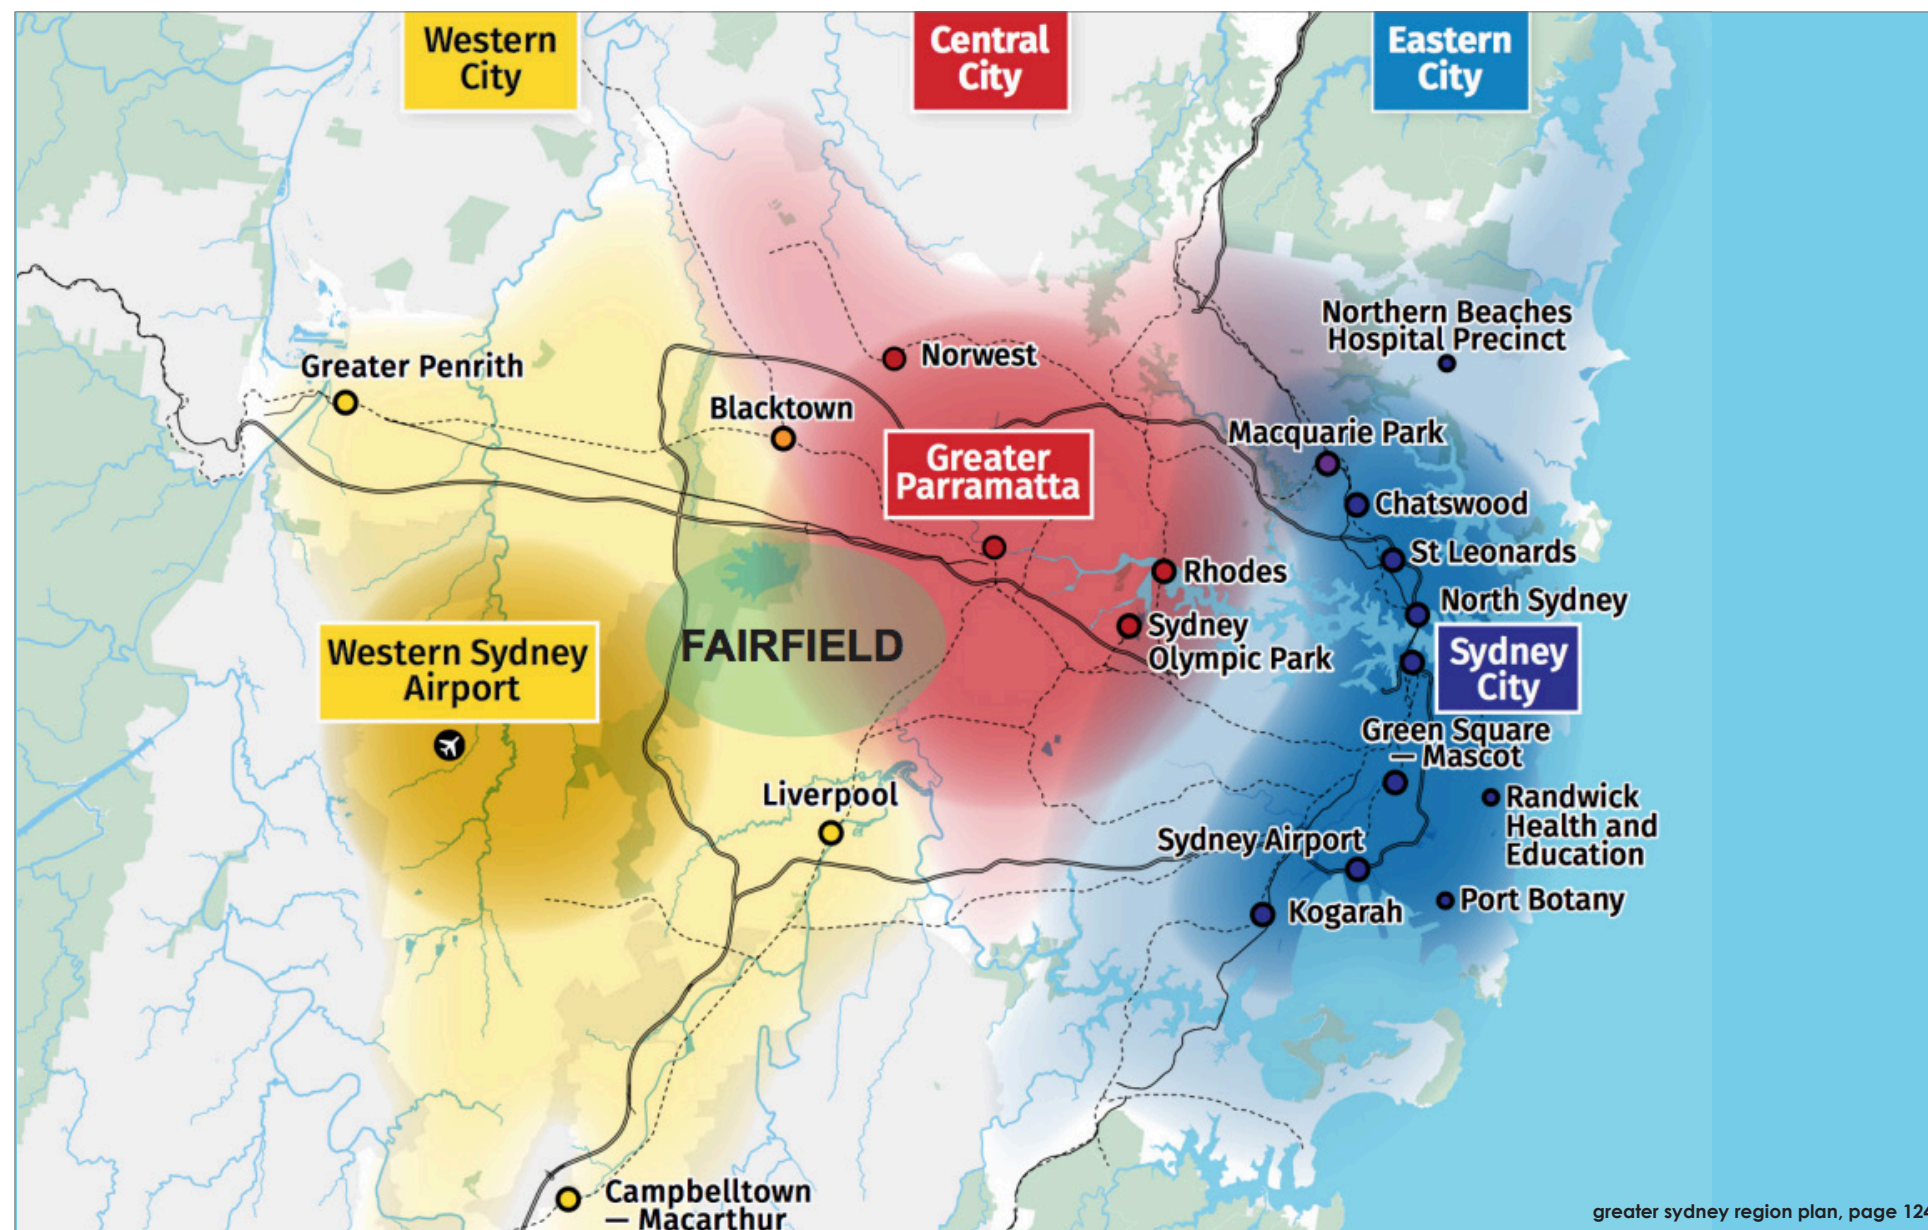 Western
City
Central
City
Eastern
City
Northern Beaches
Hospital Precinct
Greater Penrith
Norwest
Blacktown
Macquarie Park
Greater
Parramatta
Chatswood
St Leonards
Rhodes
North Sydney
Sydney
Olympic Park
FAIRFIELD
Western Sydney
Airport
Sydney
City
Green Square
— Mascot
Liverpool
Randwick
Health and
Education
Sydney Airport
Port Botany
Kogarah
Campbelltown
— Macarthur
greater sydney region plan, page 124